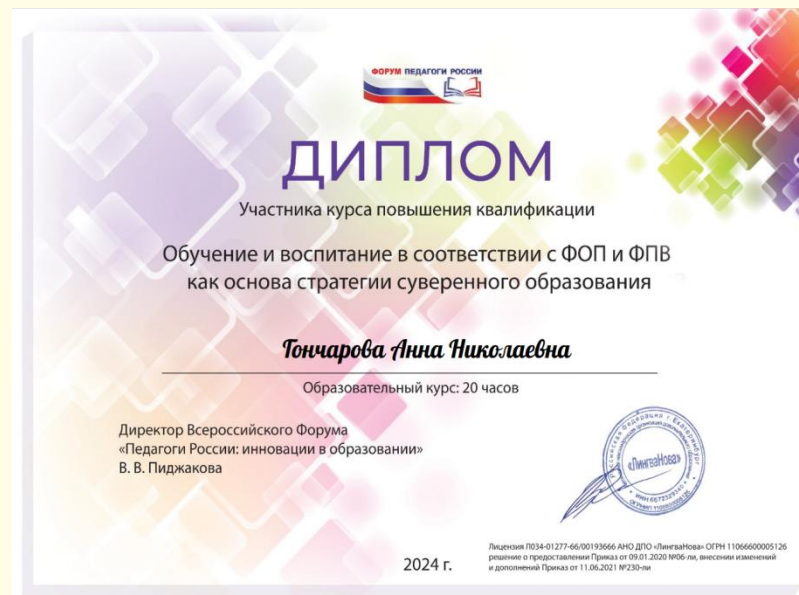 ФОРУМ ПЕДАГОГИ РОССИИ
ДИПЛОМ
Участника курса повышения квалификации
Обучение и воспитание в соответствии с ФОП и ФПВ
как основа стратегии суверенного образования
Гончарова Анна Николаевна
Образовательный курс: 20 часов
Директор Всероссийского Форума
«Педагоги России: инновации в образовании»
В. В. Пиджакова
«ЛингваНова»
Лицензия Л034-01277-66/00193666 АНО ДПО «ЛингваНова» ОГРН 11066600005126
решение о предоставлении Приказ от 09.01.2020 №06-ли, внесении изменений
и дополнений Приказ от 11.06.2021 №230-ли
2024 г.